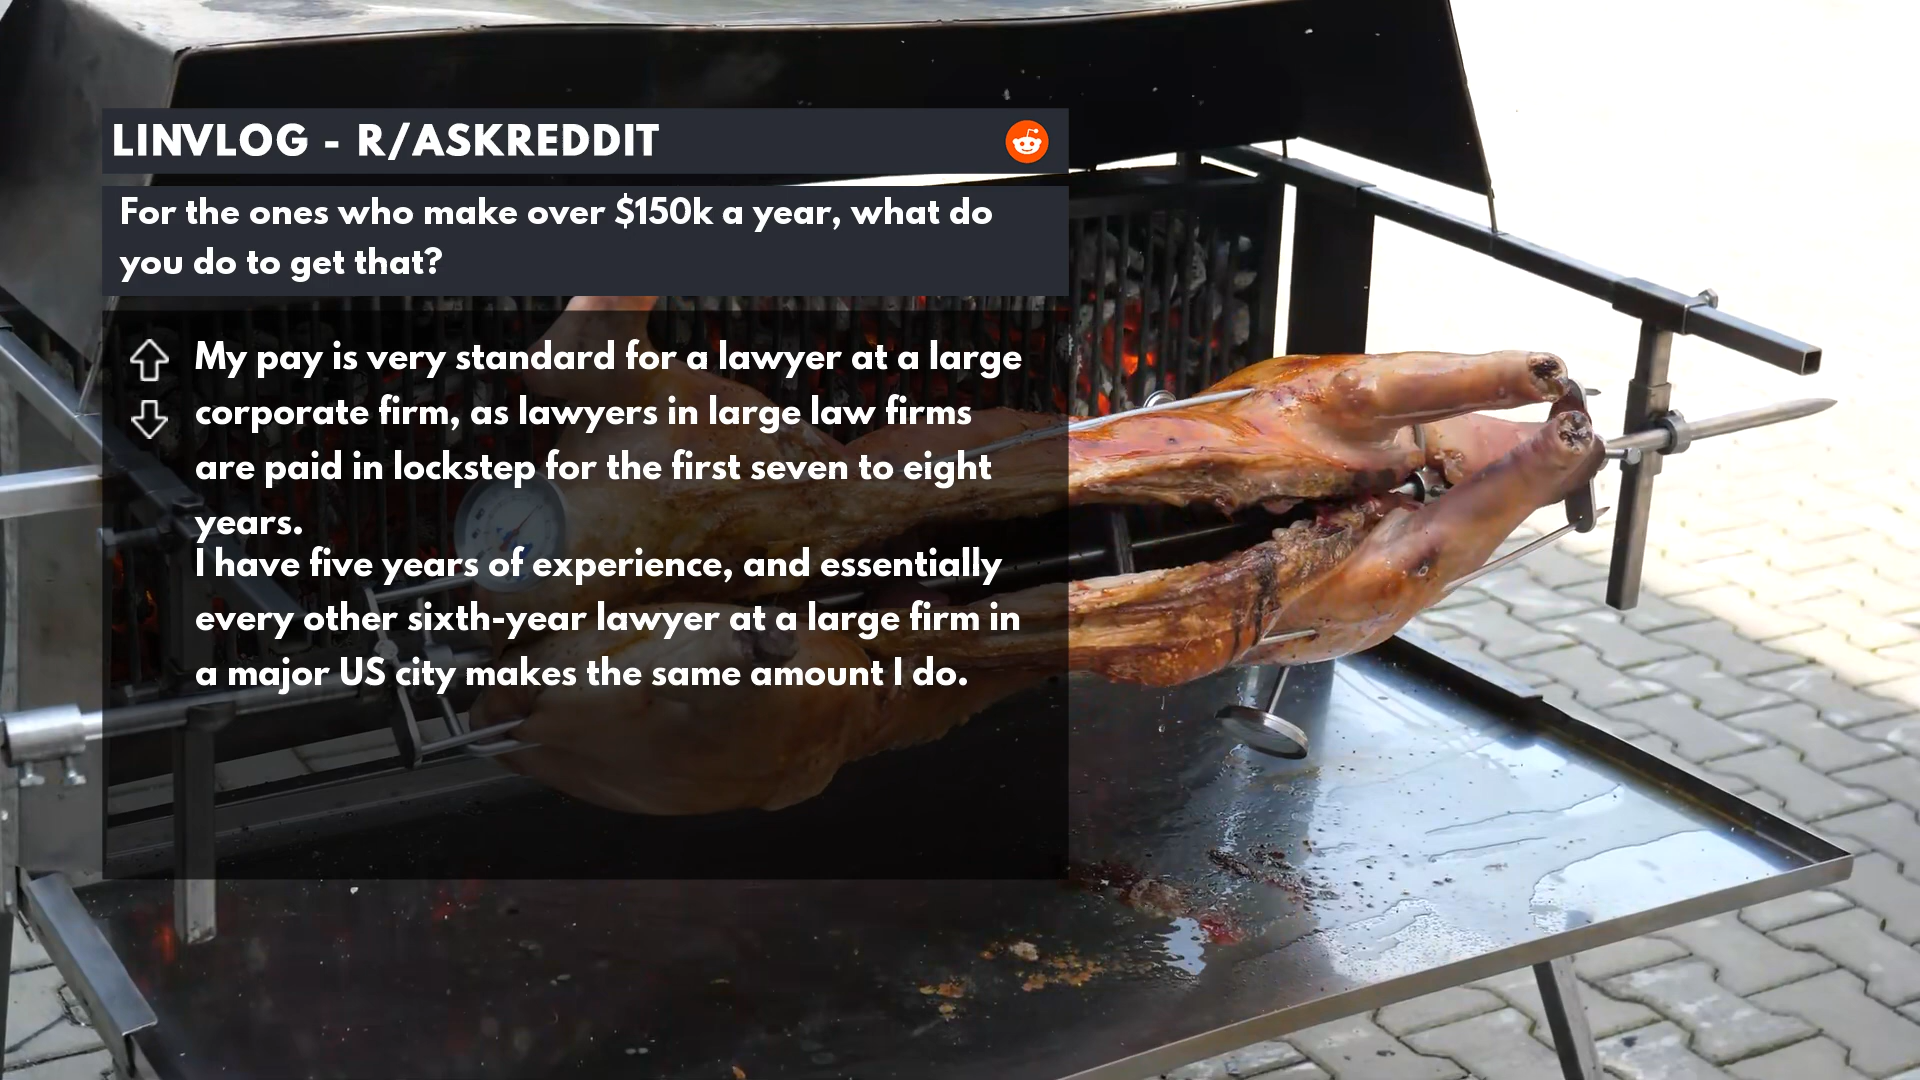 LINVLOG - R/ASKREDDIT
For the ones who make over $150k a year, what do
you do to get that?
My pay is very standard for a lawyer at a large
corporate firm, as lawyers in large law firms
are paid in lockstep for the first seven to eight
years.
I have five years of experience, and essentially
every other sixth-year lawyer at a large firm in
a major US city makes the same amount I do.